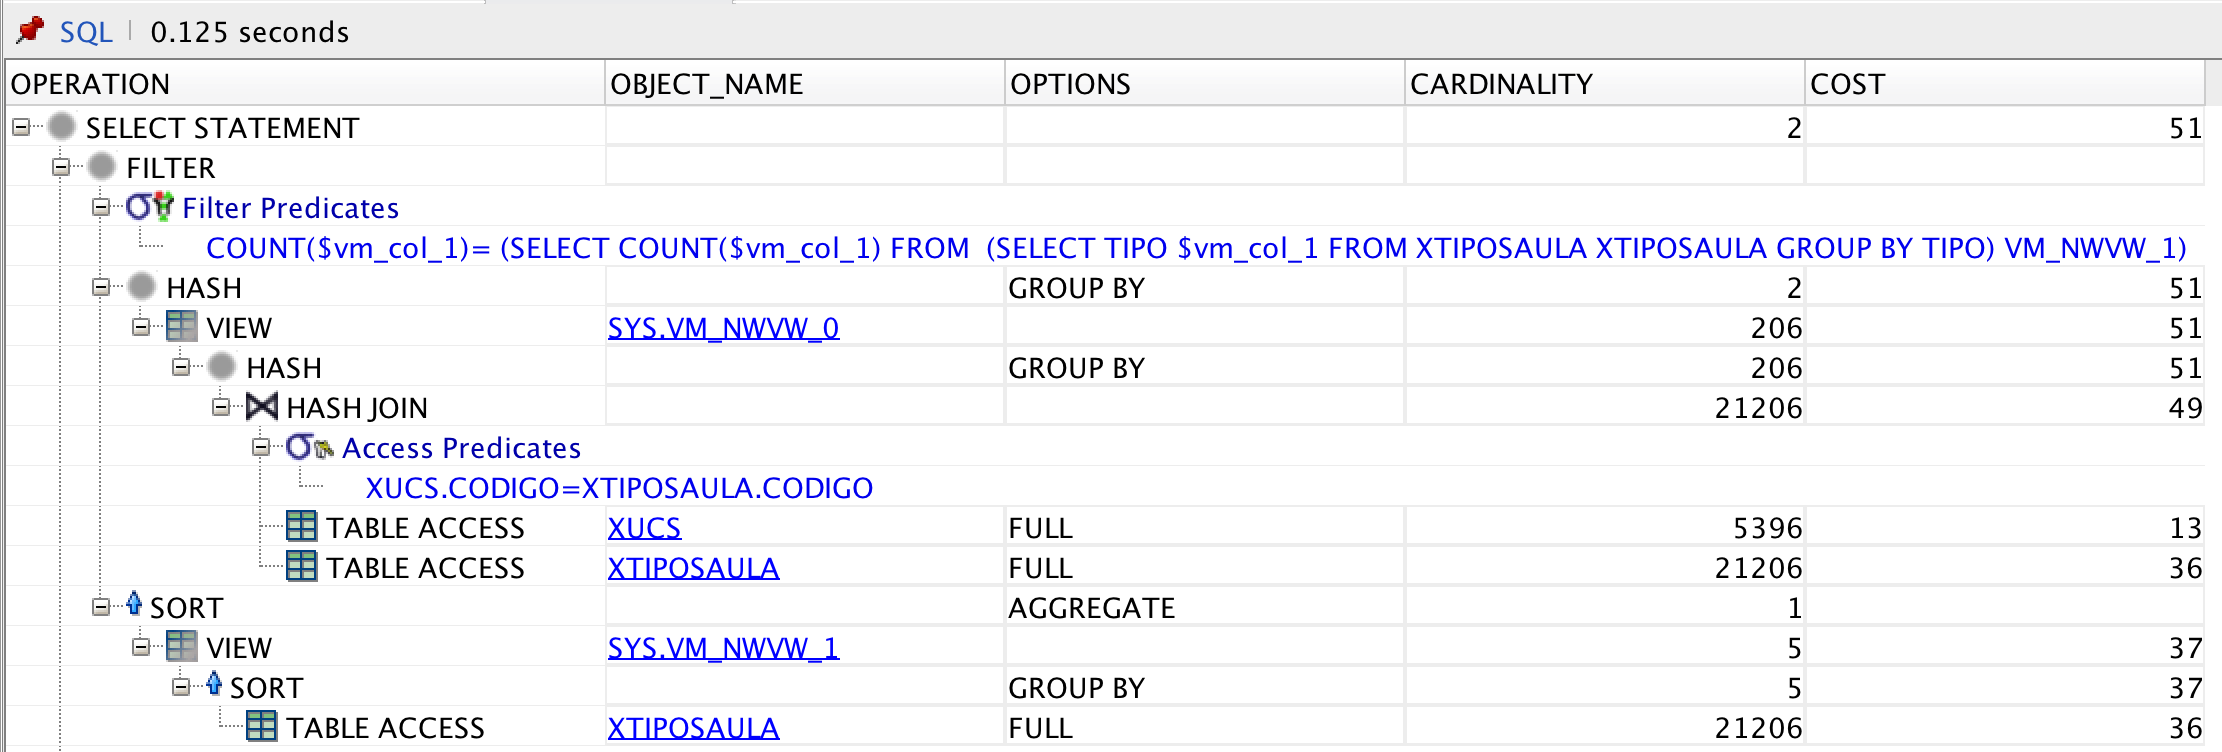 SQL | 0.125 seconds
OPERATION OBJECT_NAME OPTIONS CARDINALITY COST
SELECT STATEMENT 2 51
FILTER
Filter Predicates
COUNT($vm_col_1)= (SELECT COUNT($vm_col_1) FROM  (SELECT TIPO $vm_col_1 FROM XTIPOSAULA XTIPOSAULA GROUP BY TIPO) VM_NWVW_1)
HASH GROUP BY 2 51
VIEW SYS.VM_NWVW_0 206 51
HASH GROUP BY 206 51
HASH JOIN 21206 49
Access Predicates
XUCS.CODIGO=XTIPOSAULA.CODIGO
TABLE ACCESS XUCS FULL 5396 13
TABLE ACCESS XTIPOSAULA FULL 21206 36
SORT AGGREGATE 1
VIEW SYS.VM_NWVW_1 5 37
SORT GROUP BY 5 37
TABLE ACCESS XTIPOSAULA FULL 21206 36